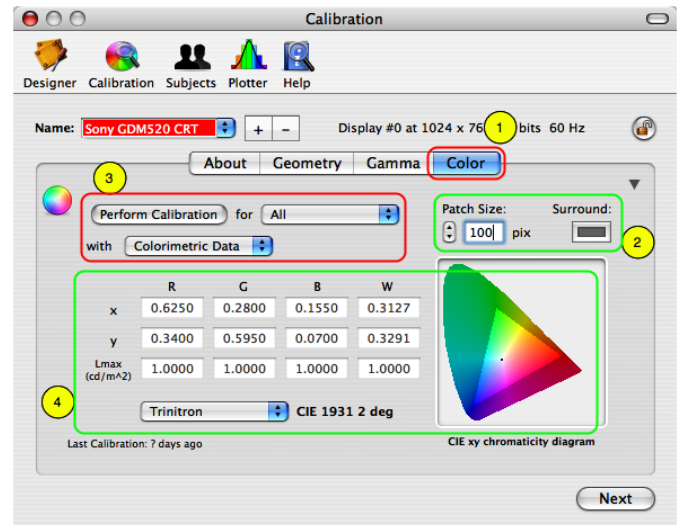 Calibration
Designer Calibration Subjects Plotter Help
Name: Sony GDM520 CRT + - Display #0 at 1024 x 76 1 bits 60 Hz
About Geometry Gamma Color
3
Perform Calibration for All
with Colorimetric Data
Patch Size: Surround:
100 pix
2
R G B W
x 0.6250 0.2800 0.1550 0.3127
y 0.3400 0.5950 0.0700 0.3291
Lmax
(cd/m^2) 1.0000 1.0000 1.0000 1.0000
4
Trinitron CIE 1931 2 deg
Last Calibration: ? days ago
CIE xy chromaticity diagram
Next